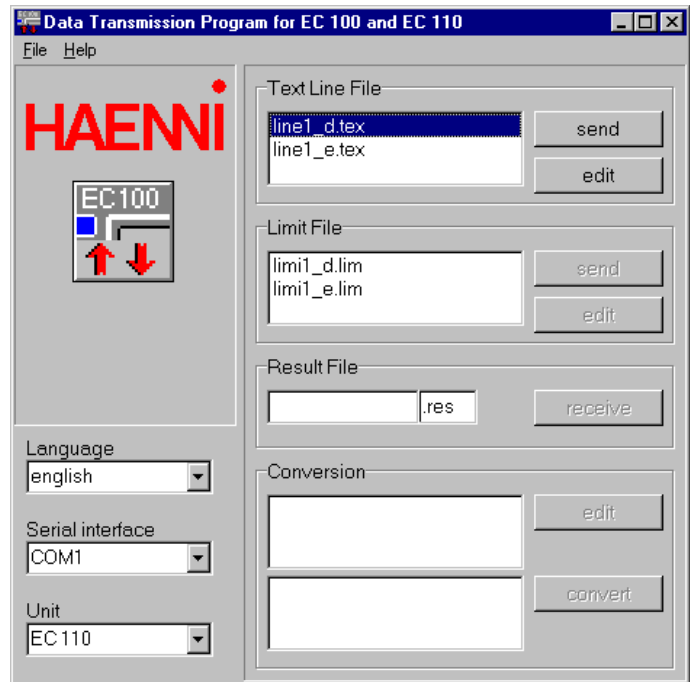 Data Transmission Program for EC 100 and EC 110
File Help
HAENNI
EC100
Language
english
Serial interface
COM1
Unit
EC 110
Text Line File
line1_d.tex
line1_e.tex
send
edit
Limit File
limi1_d.lim
limi1_e.lim
send
edit
Result File
.res
receive
Conversion
edit
convert